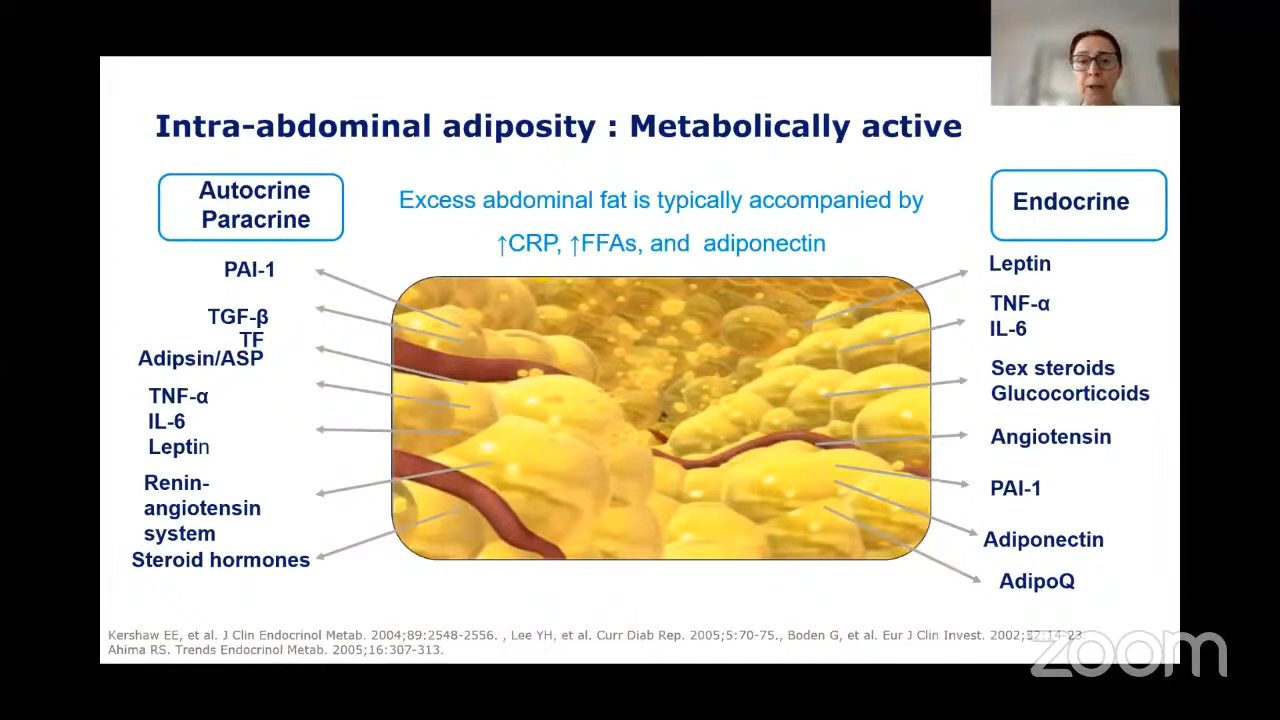 Intra-abdominal adiposity : Metabolically active
Autocrine
Paracrine
Excess abdominal fat is typically accompanied by
↑CRP, ↑FFAs, and adiponectin
Endocrine
PAI-1
TGF-β
TF
Adipsin/ASP
TNF-α
IL-6
Leptin
Renin-
angiotensin
system
Steroid hormones
Leptin
TNF-α
IL-6
Sex steroids
Glucocorticoids
Angiotensin
PAI-1
Adiponectin
AdipoQ
Kershaw EE, et al. J Clin Endocrinol Metab. 2004;89:2548-2556. , Lee YH, et al. Curr Diab Rep. 2005;5:70-75., Boden G, et al. Eur J Clin Invest. 2002;32:14-23.
Ahima RS. Trends Endocrinol Metab. 2005;16:307-313.
zoom